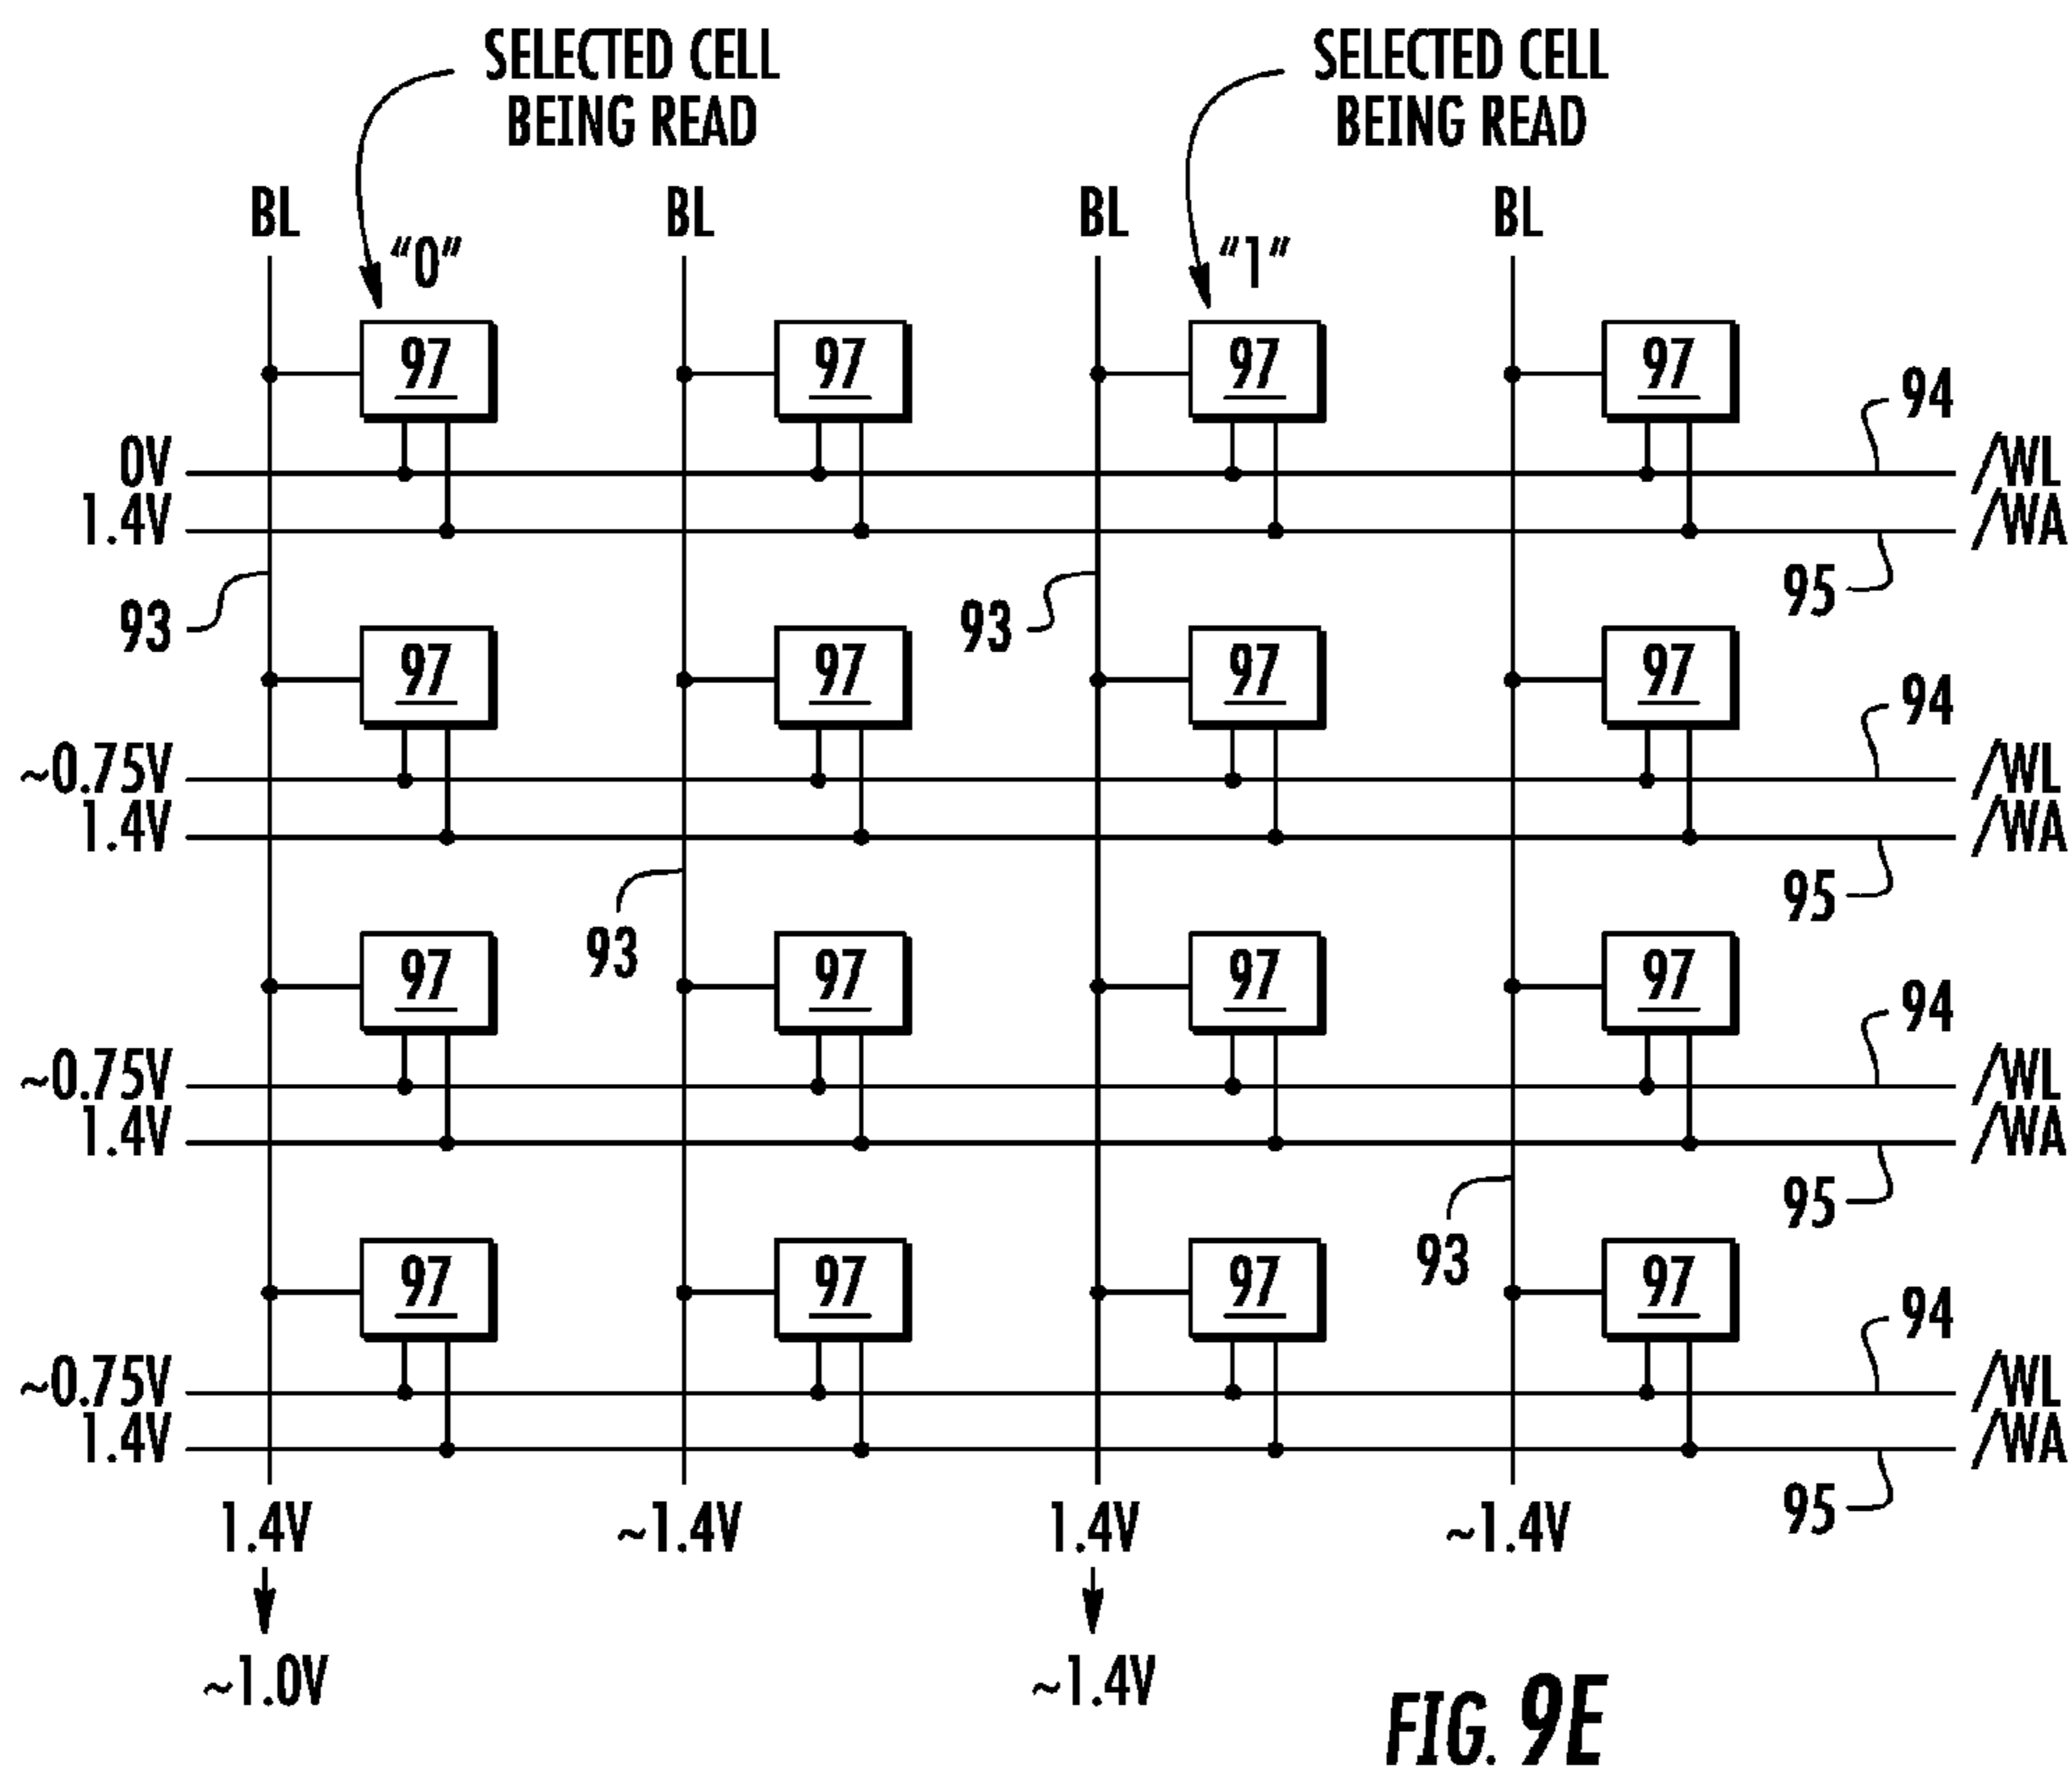 SELECTED CELL SELECTED CELL
BEING READ BEING READ
BL BL BL BL
“0” “1”
97 97 97 97
94
0V /WL
1.4V /WA
95
93 93
97 97 97 97
94
~0.75V /WL
1.4V /WA
95
93
97 97 97 97
94
~0.75V /WL
1.4V /WA
95
93
97 97 97 97
94
~0.75V /WL
1.4V /WA
95
1.4V ~1.4V 1.4V ~1.4V
~1.0V ~1.4V
FIG. 9E